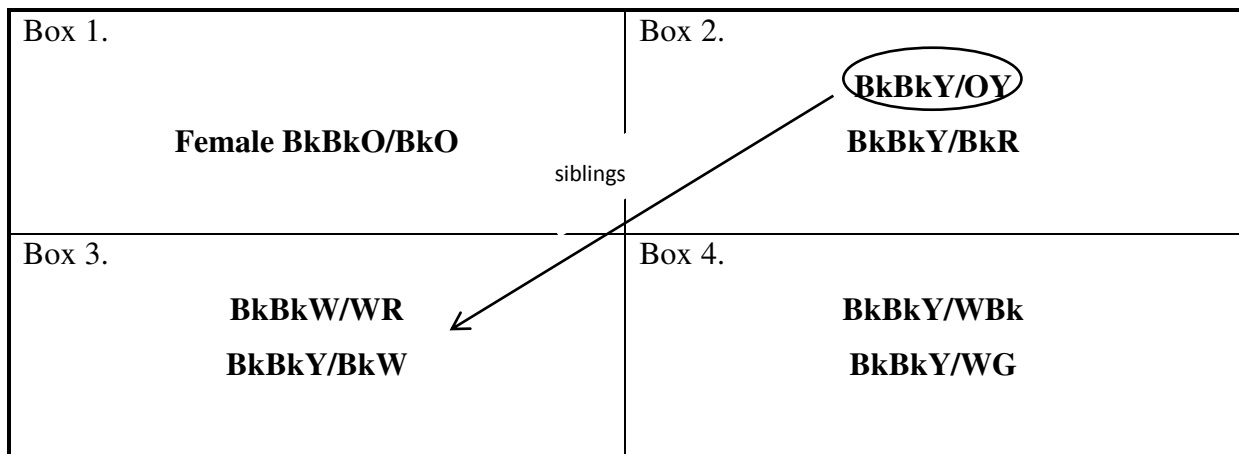 Box 1.
Female BkBkO/BkO
Box 2.
BkBkY/OY
BkBkY/BkR
siblings
Box 3.
BkBkW/WR
BkBkY/BkW
Box 4.
BkBkY/WBk
BkBkY/WG